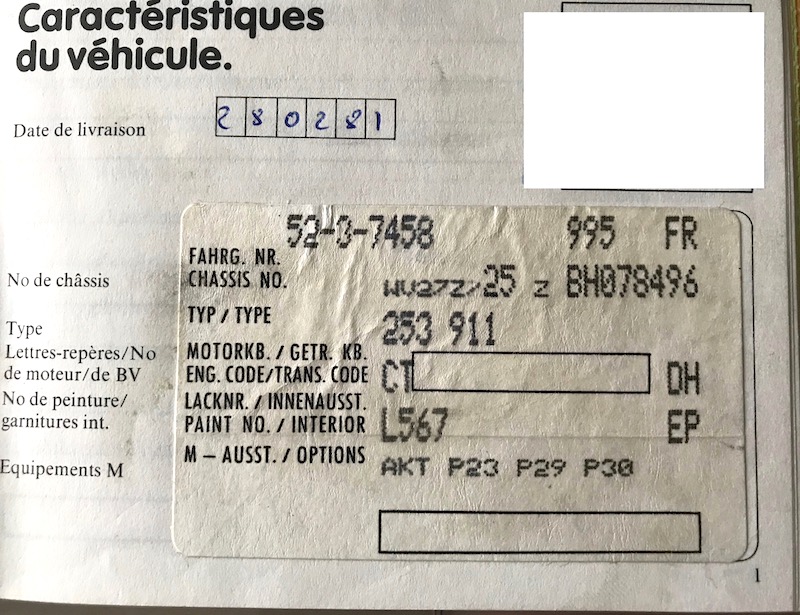 Caractéristiques
du véhicule.
Date de livraison 280281
52-3-7458 995 FR
FAHRG. NR.
No de châssis CHASSIS NO. WV2ZZZ25 Z BH078496
TYP / TYPE 253 911
Type
Lettres-repères/No MOTORKB. / GETR. KB.
de moteur/de BV ENG. CODE/TRANS. CODE CT DH
No de peinture/ LACKNR. / INNENAUSST.
garnitures int. PAINT NO. / INTERIOR L567 EP
Equipements M M – AUSST. / OPTIONS AKT P23 P29 P30
1